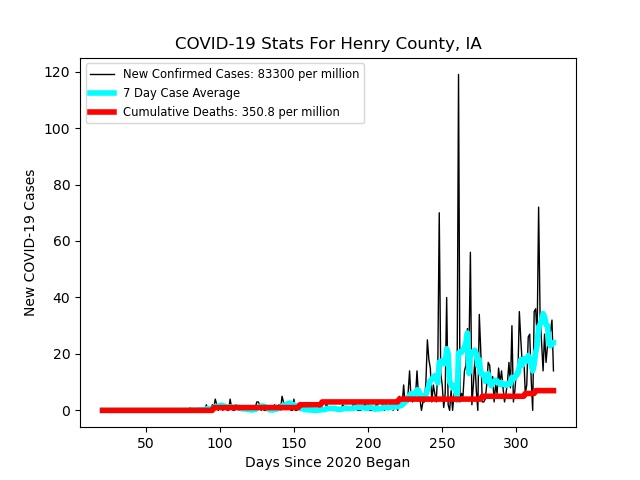 COVID-19 Stats For Henry County, IA
New Confirmed Cases: 83300 per million
7 Day Case Average
Cumulative Deaths: 350.8 per million
New COVID-19 Cases
120
100
80
60
40
20
0
50
100
150
200
250
300
Days Since 2020 Began